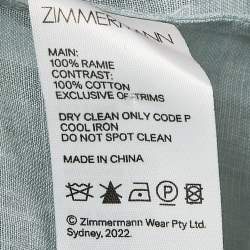 ZIMMERMANN
MAIN:
100% RAMIE
CONTRAST:
100% COTTON
EXCLUSIVE OF TRIMS
DRY CLEAN ONLY CODE P
COOL IRON
DO NOT SPOT CLEAN
MADE IN CHINA
P
© Zimmermann Wear Pty Ltd.
Sydney, 2022.